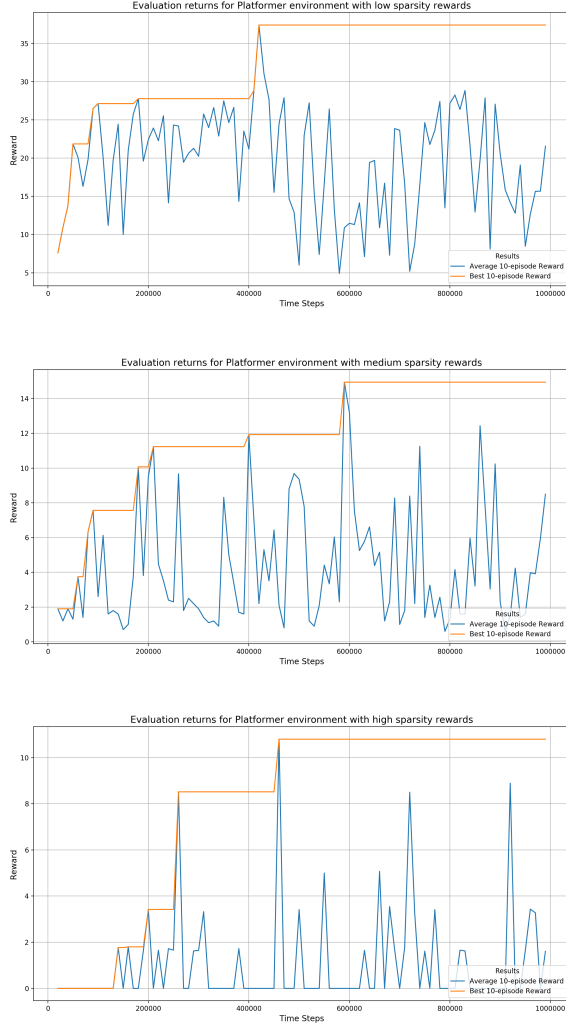 Evaluation returns for Platformer environment with low sparsity rewards
35
30
25
20
15
10
5
Reward
0
200000
400000
600000
800000
1000000
Time Steps
Results
Average 10-episode Reward
Best 10-episode Reward
Evaluation returns for Platformer environment with medium sparsity rewards
14
12
10
8
6
4
2
0
Reward
0
200000
400000
600000
800000
1000000
Time Steps
Results
Average 10-episode Reward
Best 10-episode Reward
Evaluation returns for Platformer environment with high sparsity rewards
10
8
6
4
2
0
Reward
0
200000
400000
600000
800000
1000000
Time Steps
Results
Average 10-episode Reward
Best 10-episode Reward